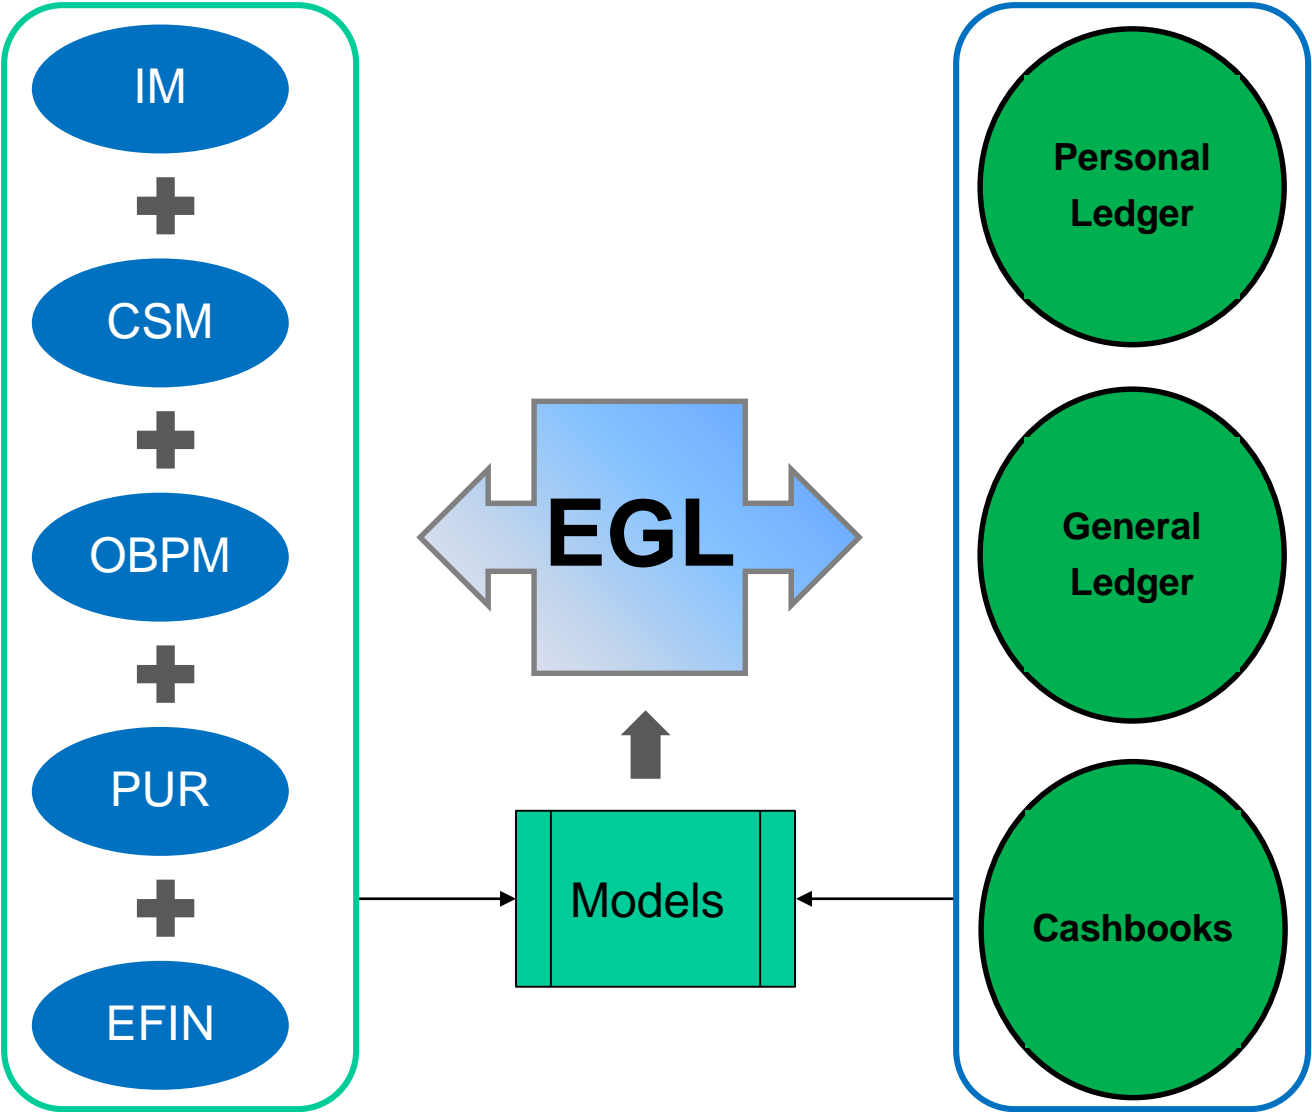 IM
CSM
OBPM
PUR
EFIN
EGL
Models
Personal
Ledger
General
Ledger
Cashbooks